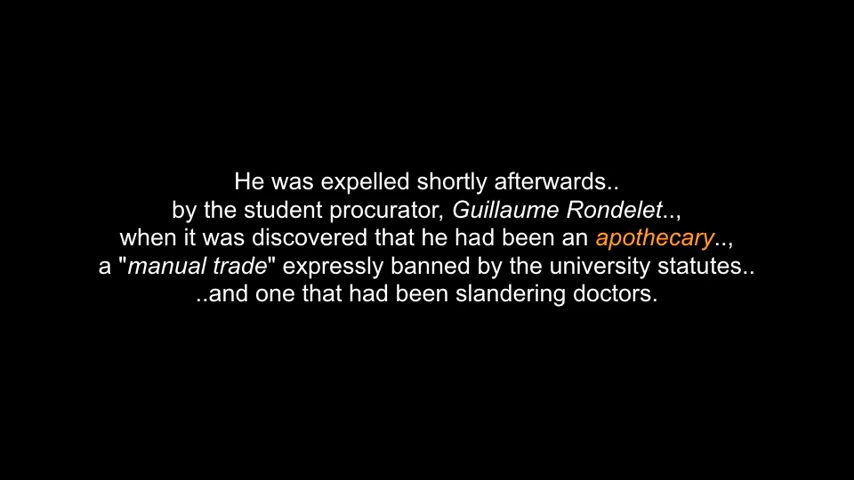 He was expelled shortly afterwards..
by the student procurator, Guillaume Rondelet..,
when it was discovered that he had been an apothecary..,
a "manual trade" expressly banned by the university statutes..
..and one that had been slandering doctors.